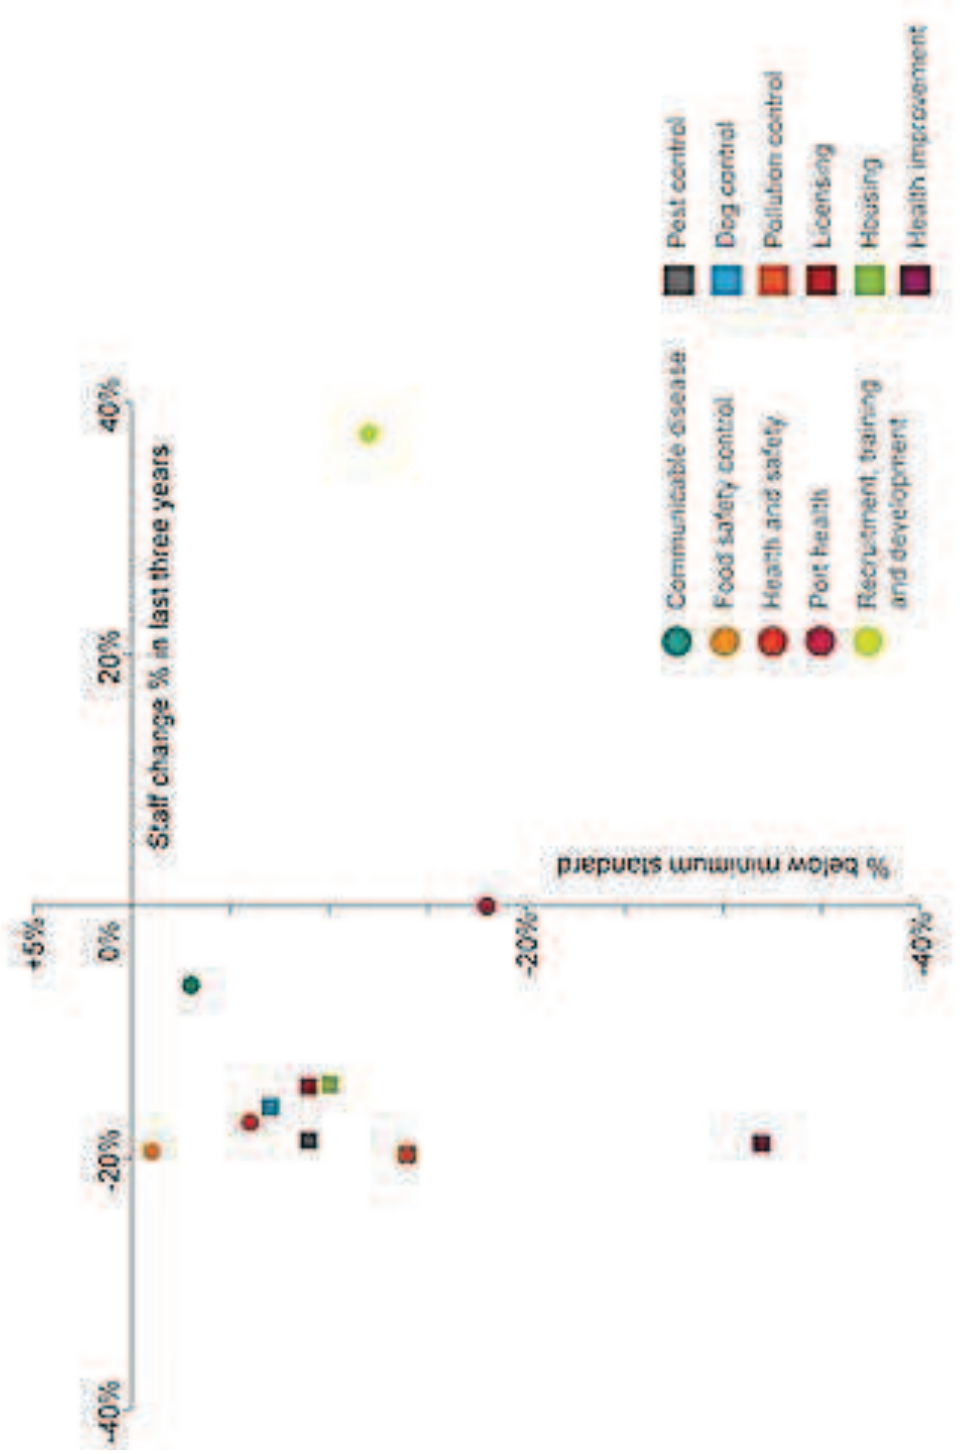 +5%
-40%
-20%
0%
20%
40%
Staff change % in last three years
% below minimum standard
-20%
-40%
Communicable disease
Food safety control
Health and safety
Port health
Recruitment, training
and development
Pest control
Dog control
Pollution control
Licensing
Housing
Health improvement